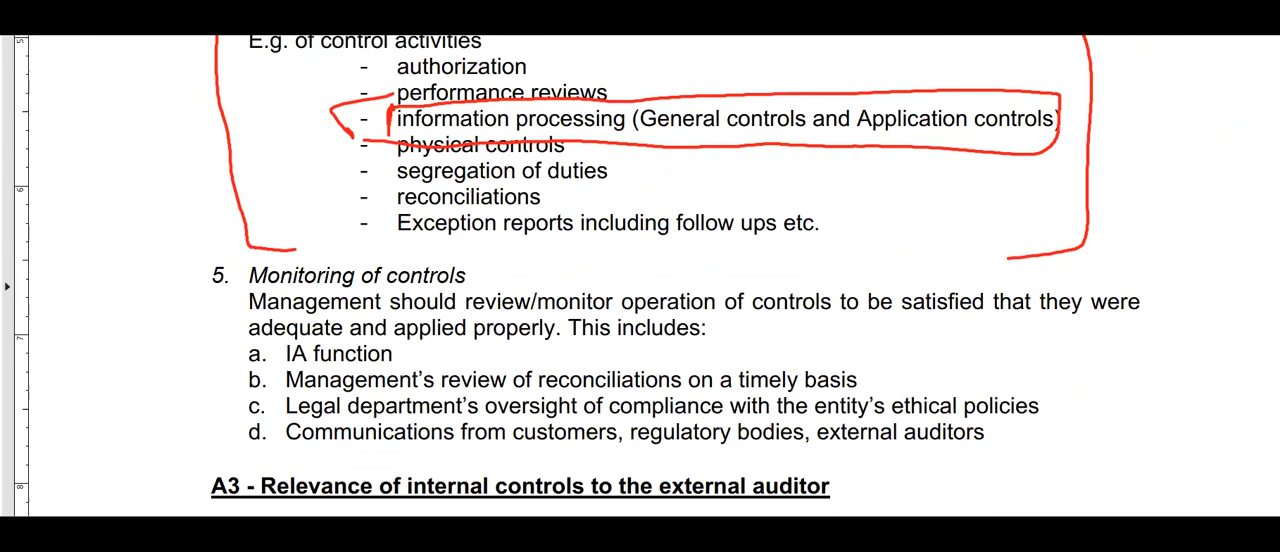 E.g. of control activities
- authorization
- performance reviews
- information processing (General controls and Application controls)
- physical controls
- segregation of duties
- reconciliations
- Exception reports including follow ups etc.
5. Monitoring of controls
Management should review/monitor operation of controls to be satisfied that they were
adequate and applied properly. This includes:
a. IA function
b. Management’s review of reconciliations on a timely basis
c. Legal department’s oversight of compliance with the entity’s ethical policies
d. Communications from customers, regulatory bodies, external auditors
A3 - Relevance of internal controls to the external auditor
5
6
7
8